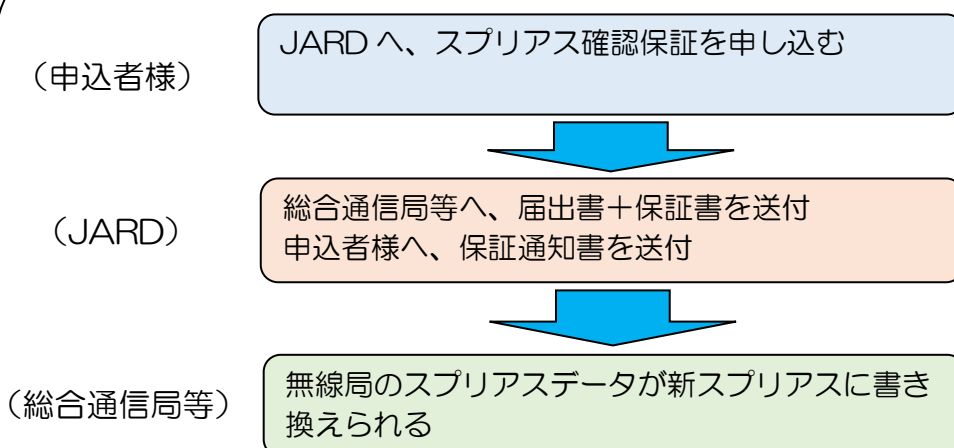 JARD へ、スプリアス確認保証を申し込む
（申込者様）
総合通信局等へ、届出書＋保証書を送付
（JARD）
申込者様へ、保証通知書を送付
無線局のスプリアスデータが新スプリアスに書き
（総合通信局等）
換えられる